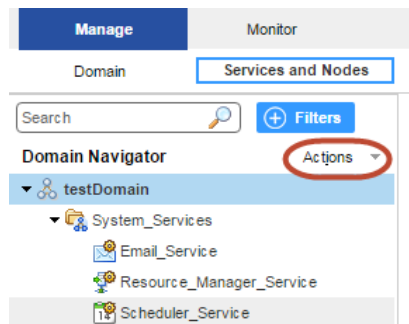 Manage Monitor
Domain Services and Nodes
Search Filters
Domain Navigator Actions
testDomain
System_Services
Email_Service
Resource_Manager_Service
Scheduler_Service